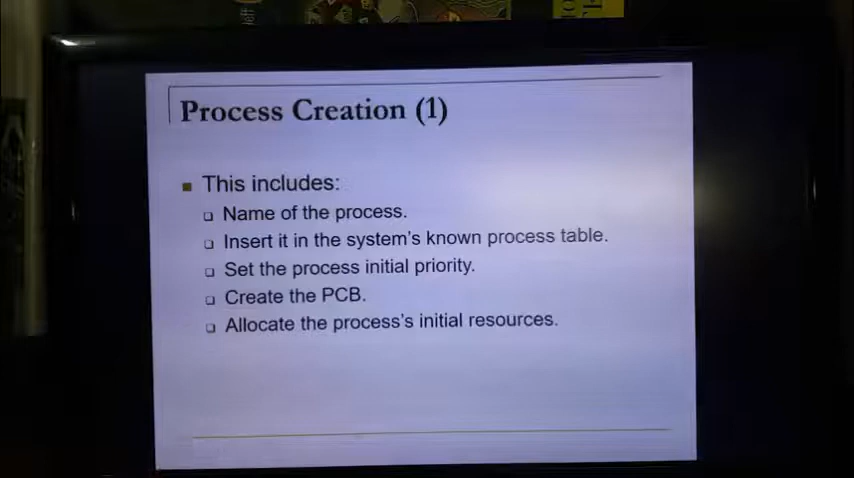 Process Creation (1)
This includes:
Name of the process.
Insert it in the system's known process table.
Set the process initial priority.
Create the PCB.
Allocate the process's initial resources.